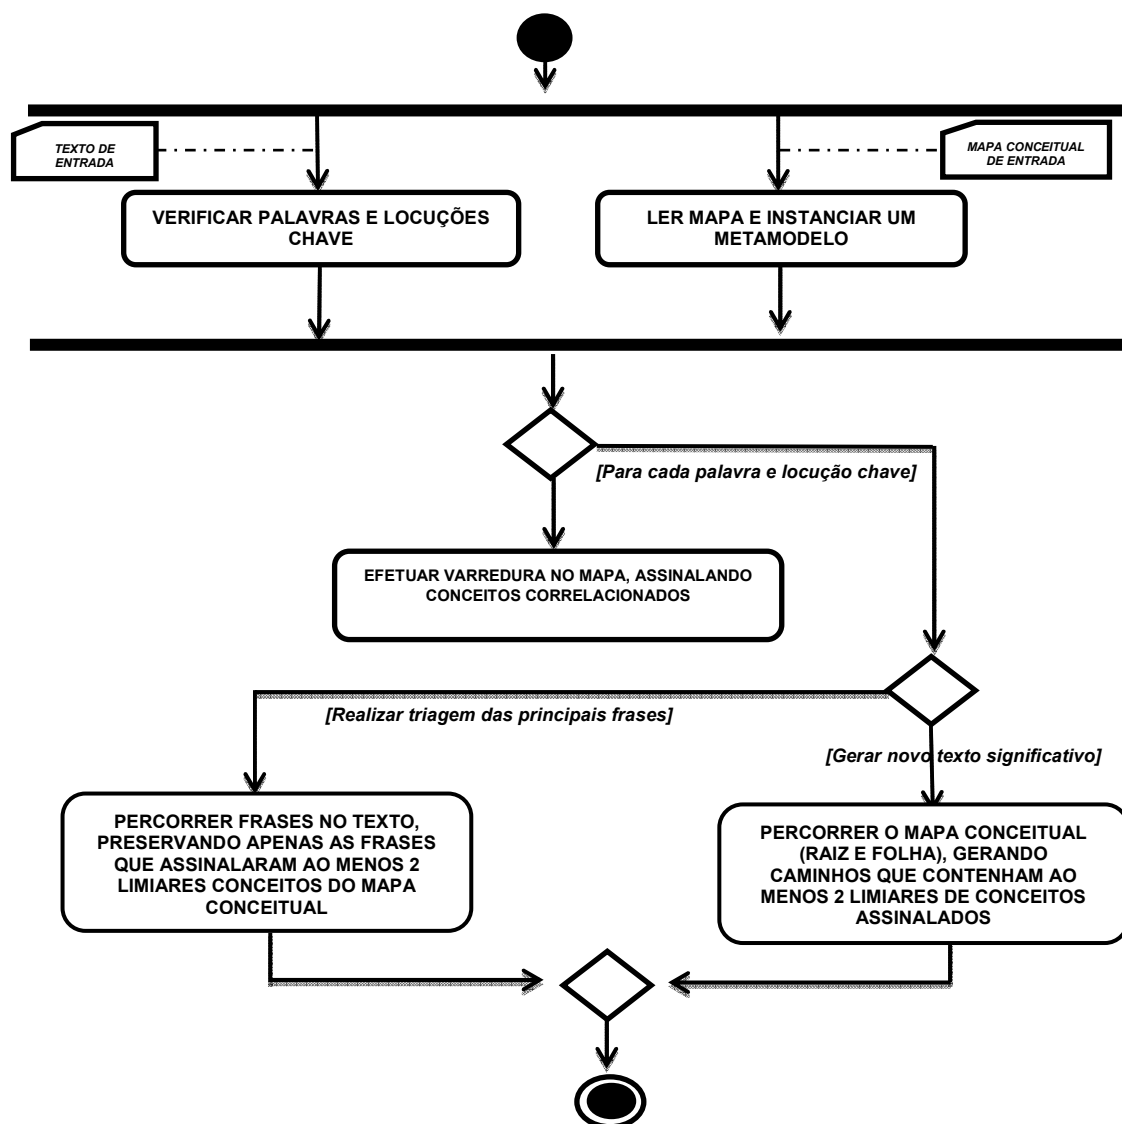 TEXTO DE
ENTRADA
MAPA CONCEITUAL
DE ENTRADA
VERIFICAR PALAVRAS E LOCUÇÕES
CHAVE
LER MAPA E INSTANCIAR UM
METAMODELO
[Para cada palavra e locução chave]
EFETUAR VARREDURA NO MAPA, ASSINALANDO
CONCEITOS CORRELACIONADOS
[Realizar triagem das principais frases]
[Gerar novo texto significativo]
PERCORRER FRASES NO TEXTO,
PRESERVANDO APENAS AS FRASES
QUE ASSINALARAM AO MENOS 2
LIMIARES CONCEITOS DO MAPA
CONCEITUAL
PERCORRER O MAPA CONCEITUAL
(RAIZ E FOLHA), GERANDO
CAMINHOS QUE CONTENHAM AO
MENOS 2 LIMIARES DE CONCEITOS
ASSINALADOS